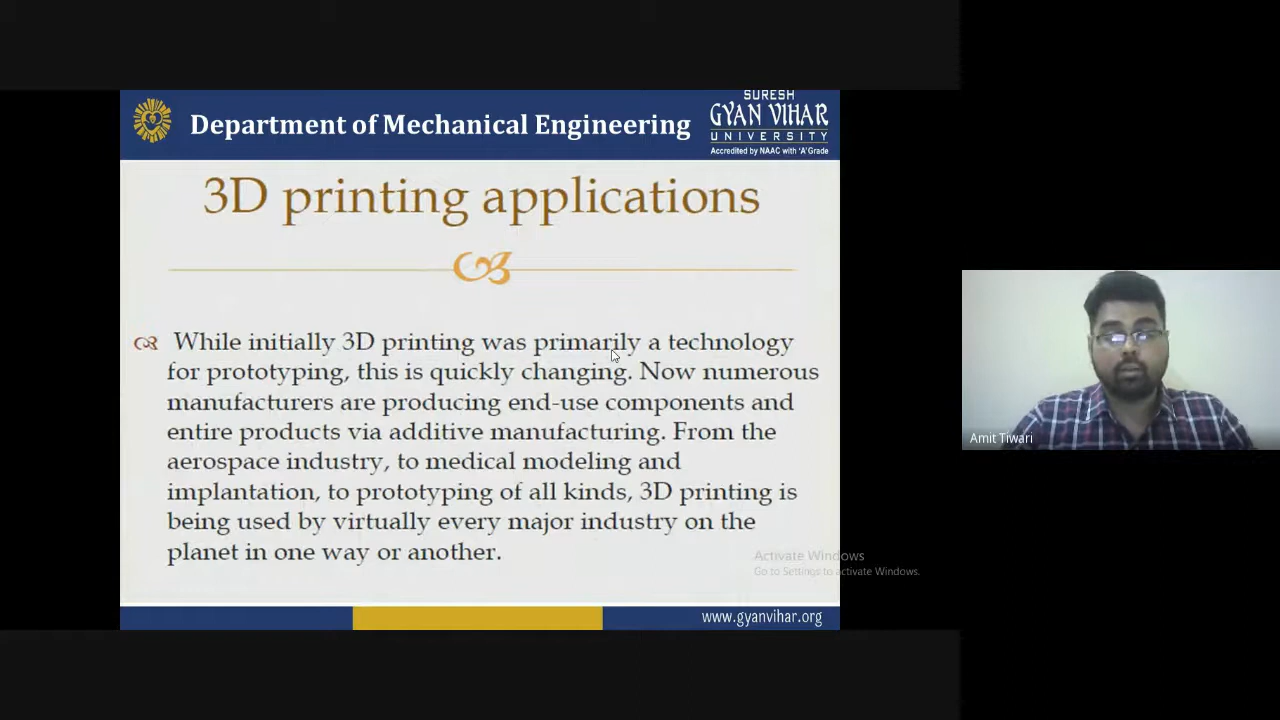 Department of Mechanical Engineering
SURESH
GYAN VIHAR
UNIVERSITY
Accredited by NAAC with 'A' Grade
3D printing applications
While initially 3D printing was primarily a technology
for prototyping, this is quickly changing. Now numerous
manufacturers are producing end-use components and
entire products via additive manufacturing. From the
aerospace industry, to medical modeling and
implantation, to prototyping of all kinds, 3D printing is
being used by virtually every major industry on the
planet in one way or another.
Activate Windows
Go to Settings to activate Windows.
www.gyanvihar.org
Amit Tiwari